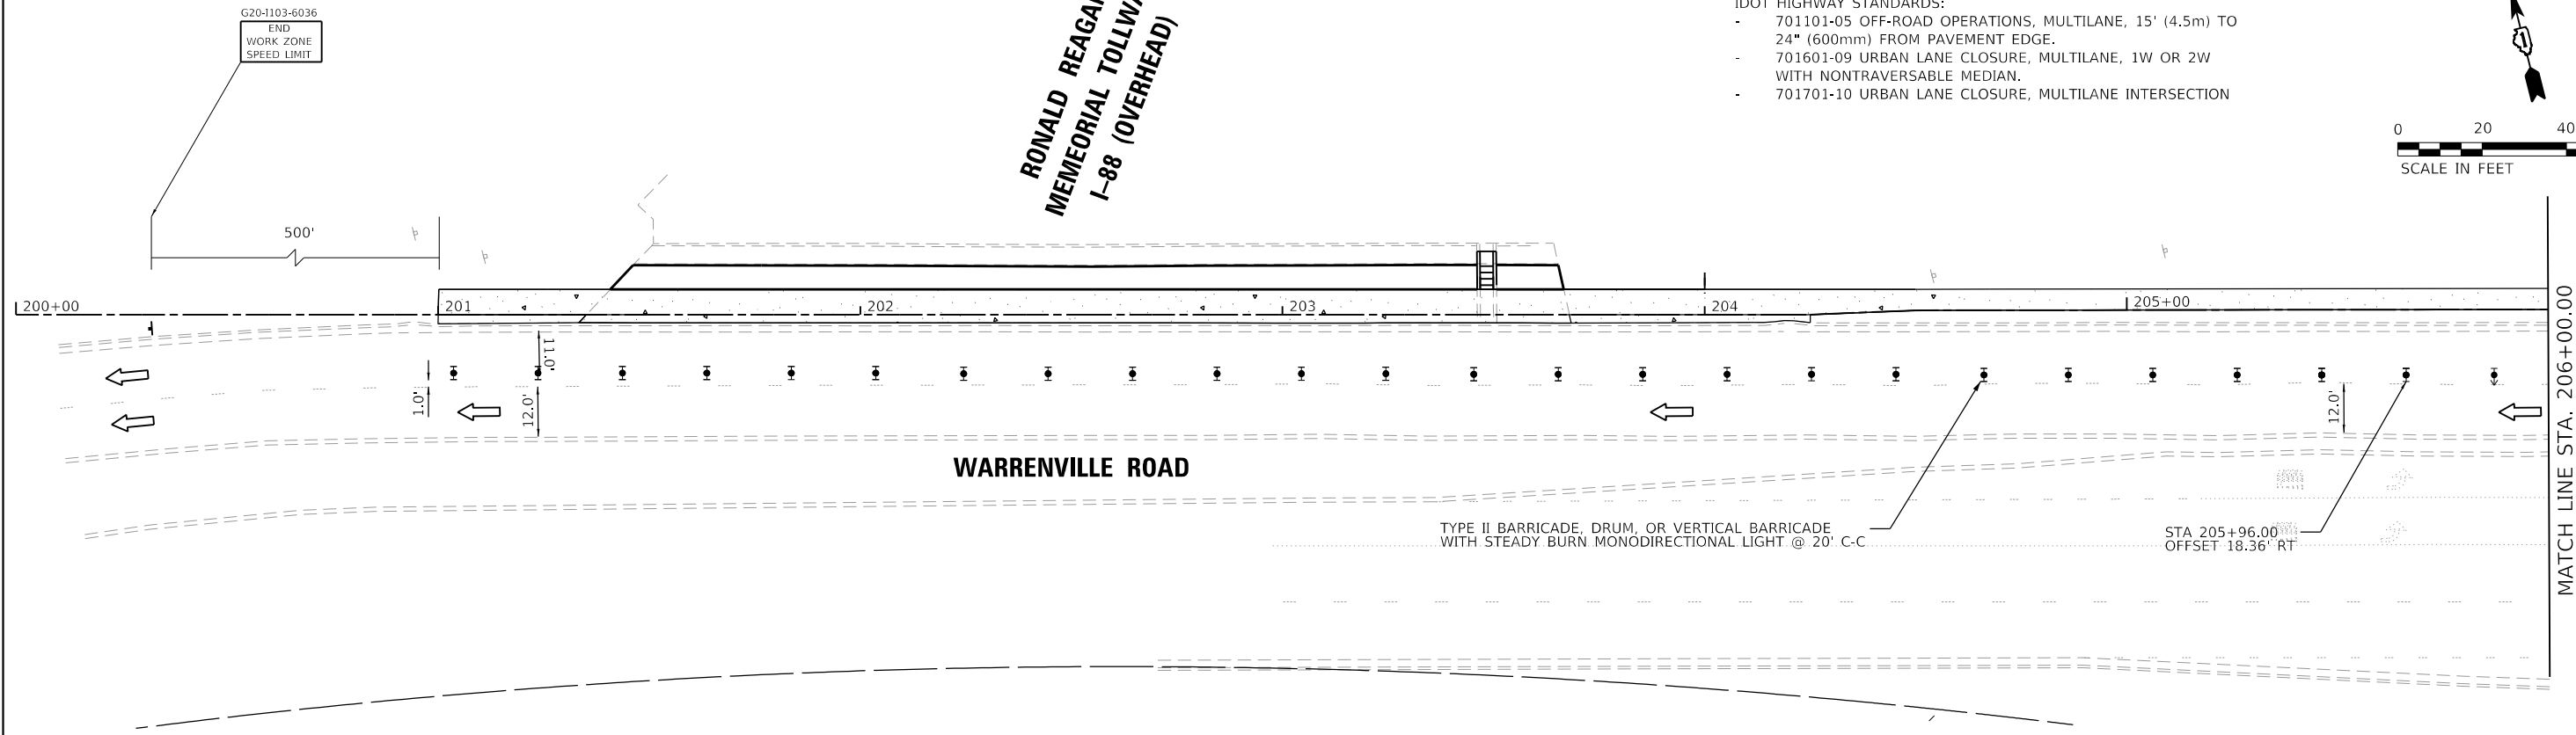 G20-I103-6036
END
WORK ZONE
SPEED LIMIT
RONALD REAGAN
MEMEORIAL TOLLWAY
I-88 (OVERHEAD)
IDOT HIGHWAY STANDARDS:
- 701101-05 OFF-ROAD OPERATIONS, MULTILANE, 15' (4.5m) TO
24" (600mm) FROM PAVEMENT EDGE.
- 701601-09 URBAN LANE CLOSURE, MULTILANE, 1W OR 2W
WITH NONTRAVERSABLE MEDIAN.
- 701701-10 URBAN LANE CLOSURE, MULTILANE INTERSECTION
0 20 40
SCALE IN FEET
500'
200+00
201
202
203
204
205+00
11.0'
1.0'
12.0'
12.0'
WARRENVILLE ROAD
TYPE II BARRICADE, DRUM, OR VERTICAL BARRICADE
WITH STEADY BURN MONODIRECTIONAL LIGHT @ 20' C-C
STA 205+96.00
OFFSET 18.36' RT
MATCH LINE STA. 206+00.00